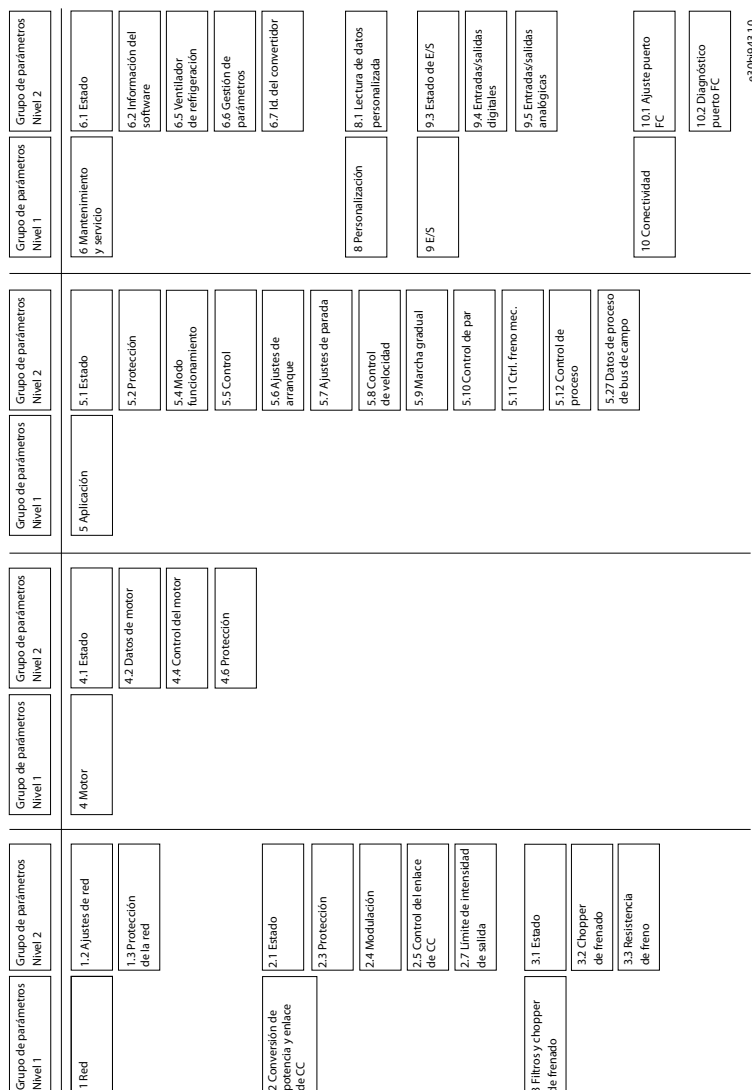 Grupo de parámetros
Nivel 1
Grupo de parámetros
Nivel 2
1 Red
1.2 Ajustes de red
1.3 Protección
de la red
2 Conversión de
potencia y enlace
de CC
2.1 Estado
2.3 Protección
2.4 Modulación
2.5 Control del enlace
de CC
2.7 Límite de intensidad
de salida
3 Filtros y chopper
de frenado
3.1 Estado
3.2 Chopper
de frenado
3.3 Resistencia
de freno
Grupo de parámetros
Nivel 1
Grupo de parámetros
Nivel 2
4 Motor
4.1 Estado
4.2 Datos de motor
4.4 Control del motor
4.6 Protección
Grupo de parámetros
Nivel 1
Grupo de parámetros
Nivel 2
5 Aplicación
5.1 Estado
5.2 Protección
5.4 Modo
funcionamiento
5.5 Control
5.6 Ajustes de
arranque
5.7 Ajustes de parada
5.8 Control
de velocidad
5.9 Marcha gradual
5.10 Control de par
5.11 Ctrl. freno mec.
5.12 Control de
proceso
5.27 Datos de proceso
de bus de campo
Grupo de parámetros
Nivel 1
Grupo de parámetros
Nivel 2
6 Mantenimiento
y servicio
6.1 Estado
6.2 Información del
software
6.5 Ventilador
de refrigeración
6.6 Gestión de
parámetros
6.7 Id. del convertidor
8 Personalización
8.1 Lectura de datos
personalizada
9 E/S
9.3 Estado de E/S
9.4 Entradas/salidas
digitales
9.5 Entradas/salidas
analógicas
10 Conectividad
10.1 Ajuste puerto
FC
10.2 Diagnóstico
puerto FC
e30bj943.10